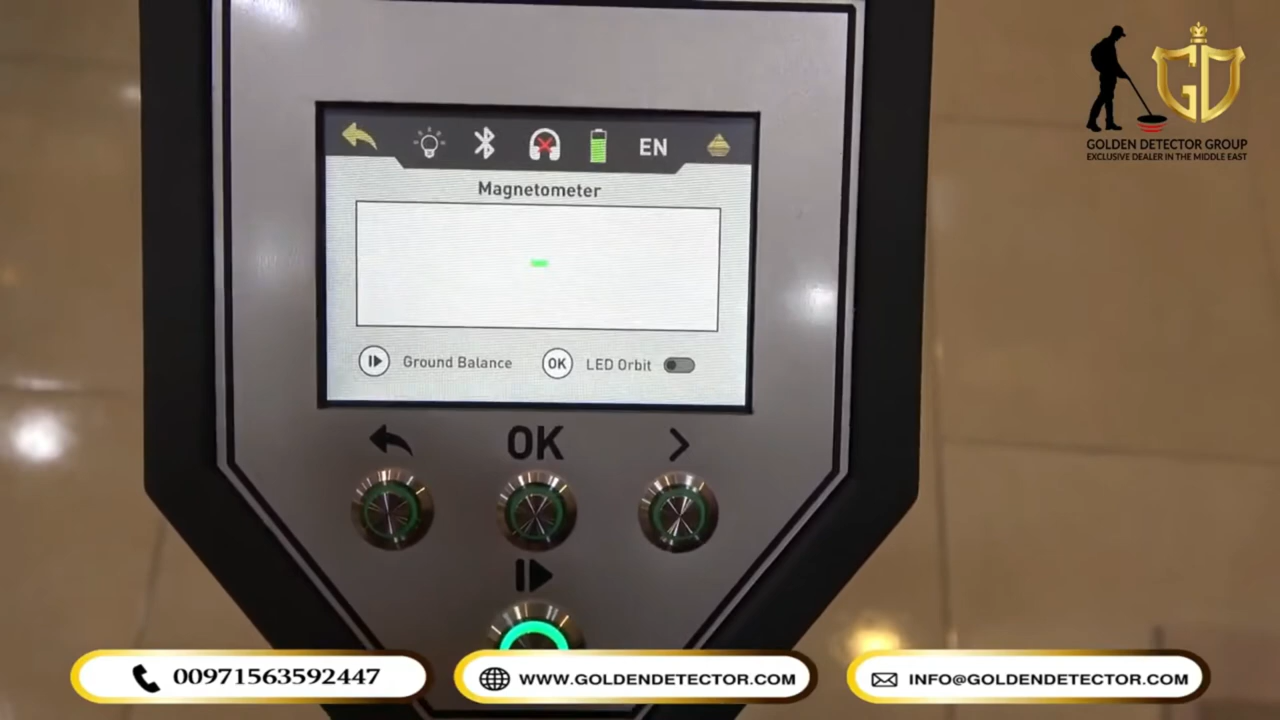 EN
Magnetometer
Ground Balance
OK
LED Orbit
OK
GD
GOLDEN DETECTOR GROUP
EXCLUSIVE DEALER IN THE MIDDLE EAST
00971563592447
WWW.GOLDENDETECTOR.COM
INFO@GOLDENDETECTOR.COM